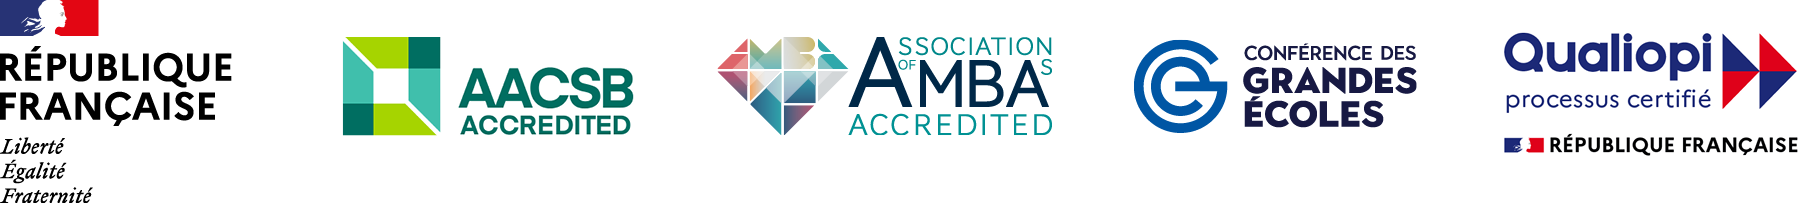 RÉPUBLIQUE
FRANÇAISE
Liberté
Égalité
Fraternité
AACSB
ACCREDITED
ASSOCIATION
OF
AMBAs
ACCREDITED
CONFÉRENCE DES
GRANDES
ÉCOLES
Qualiopi
processus certifié
RÉPUBLIQUE FRANÇAISE